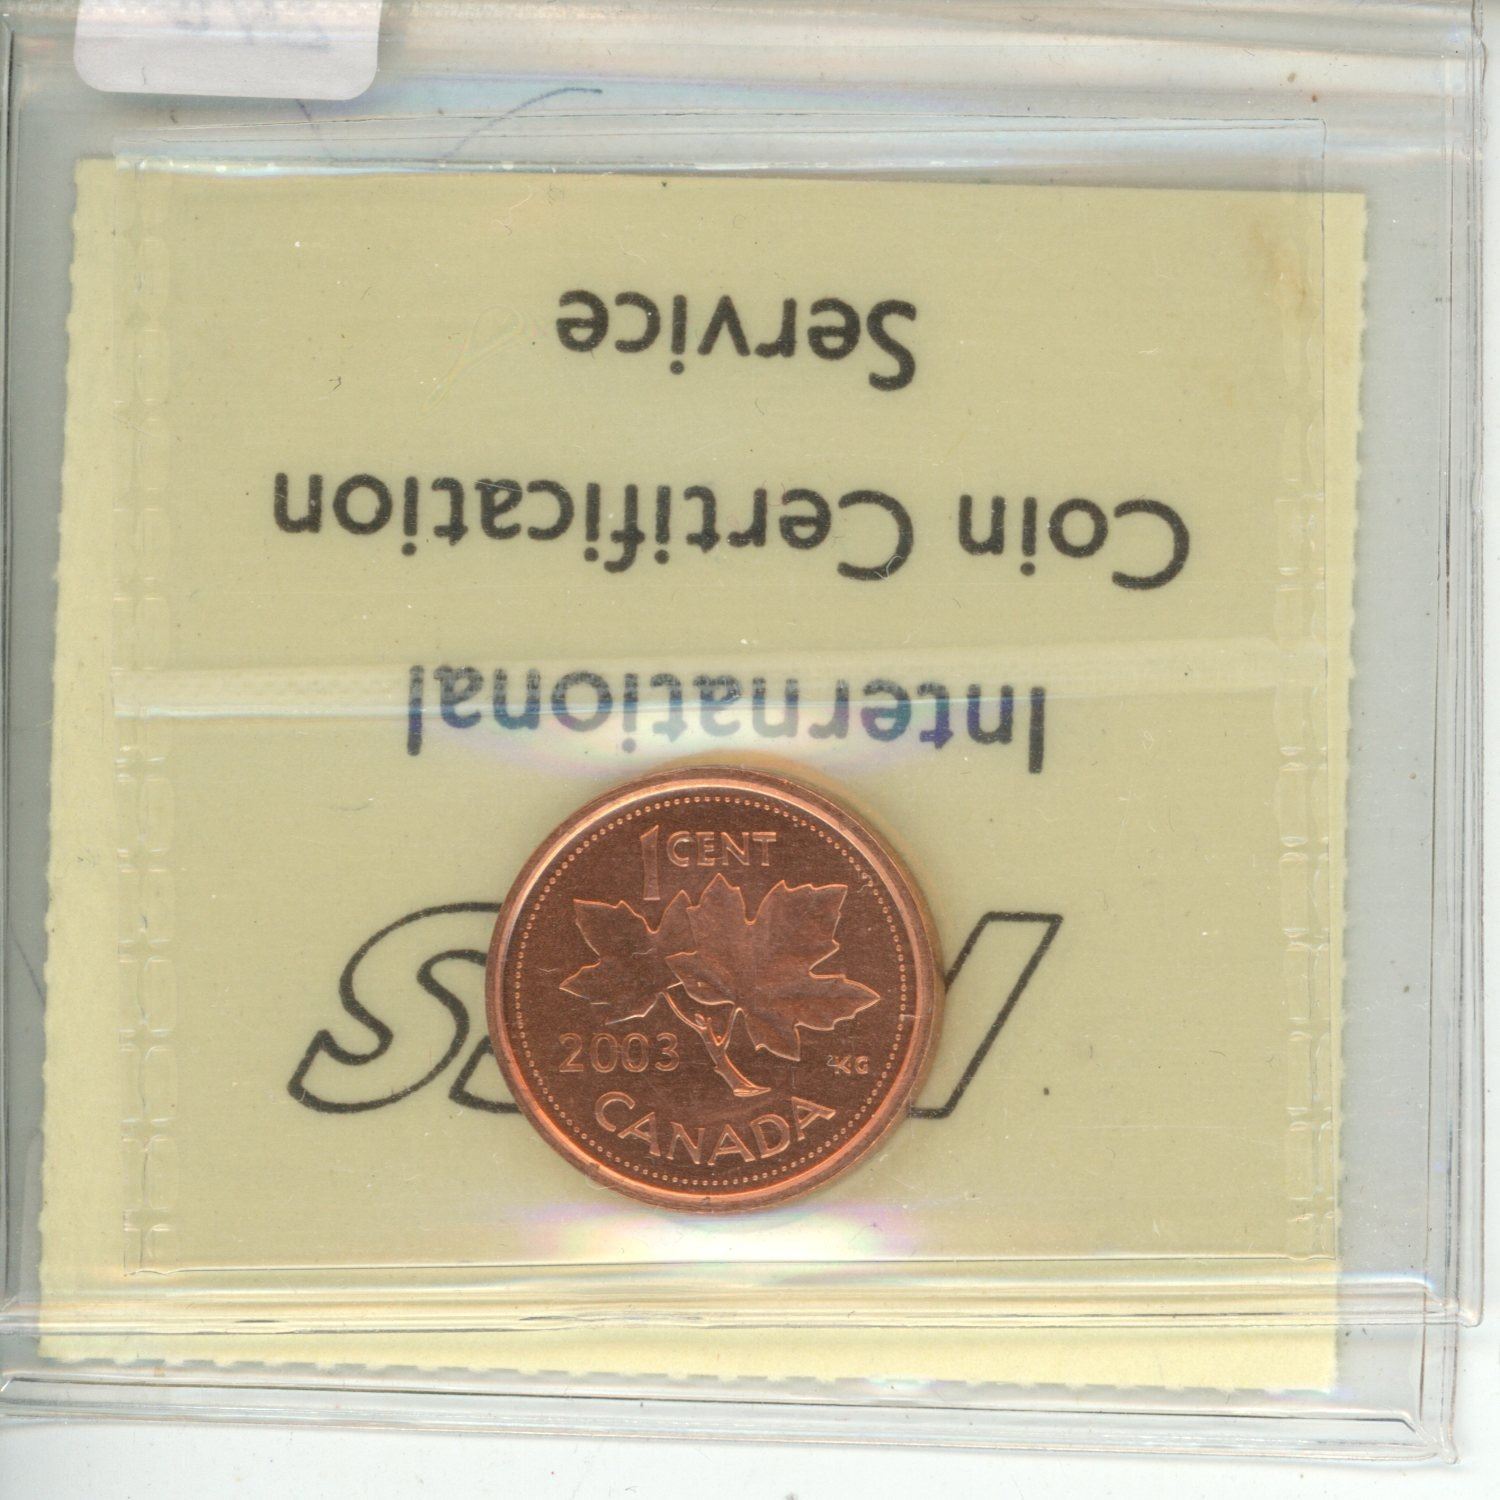 ICCS
International
Coin Certification
Service
1 CENT
2003
KG
CANADA